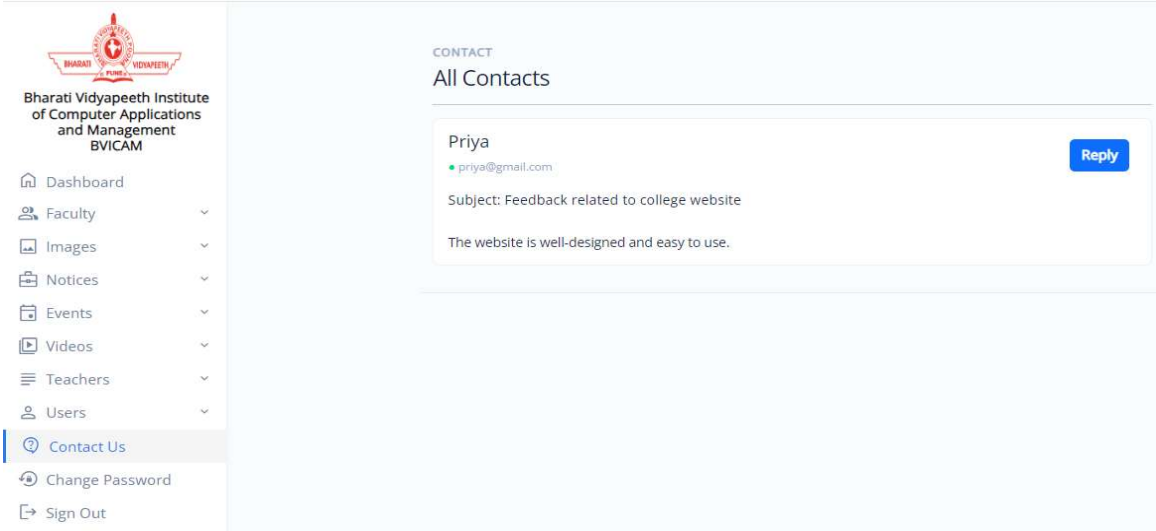 BHARATI VIDYAPEETH
PUNE
Bharati Vidyapeeth Institute
of Computer Applications
and Management
BVICAM
Dashboard
Faculty
Images
Notices
Events
Videos
Teachers
Users
Contact Us
Change Password
Sign Out
CONTACT
All Contacts
Priya
priya@gmail.com
Reply
Subject: Feedback related to college website
The website is well-designed and easy to use.